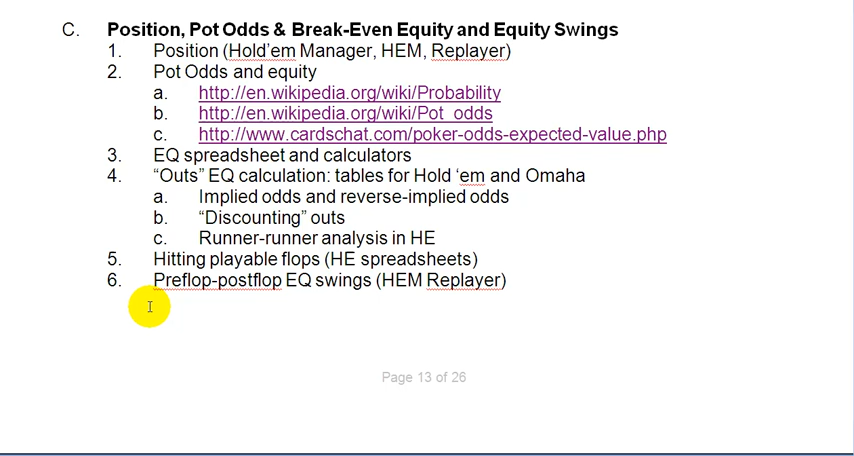 C. Position, Pot Odds & Break-Even Equity and Equity Swings
1. Position (Hold'em Manager, HEM, Replayer)
2. Pot Odds and equity
a. http://en.wikipedia.org/wiki/Probability
b. http://en.wikipedia.org/wiki/Pot_odds
c. http://www.cardschat.com/poker-odds-expected-value.php
3. EQ spreadsheet and calculators
4. “Outs” EQ calculation: tables for Hold ‘em and Omaha
a. Implied odds and reverse-implied odds
b. “Discounting” outs
c. Runner-runner analysis in HE
5. Hitting playable flops (HE spreadsheets)
6. Preflop-postflop EQ swings (HEM Replayer)
Page 13 of 26